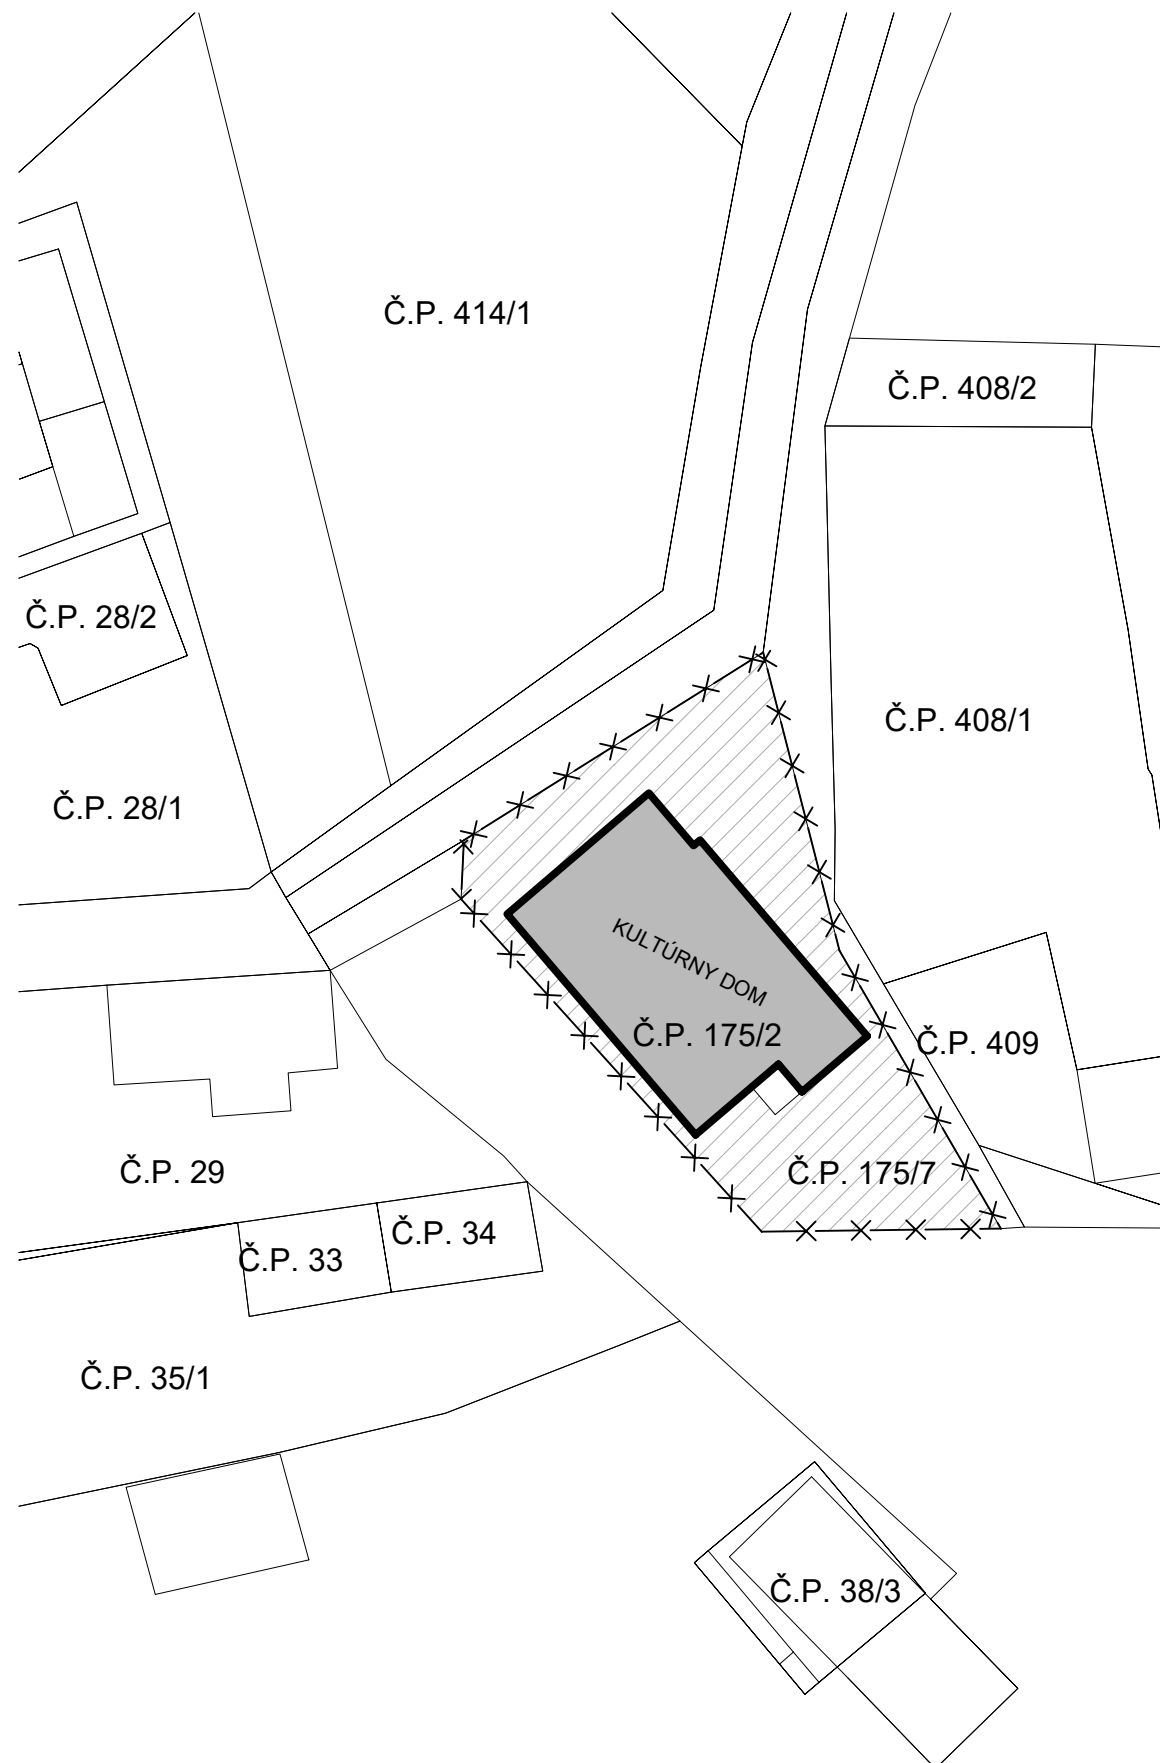 Č.P. 414/1
Č.P. 408/2
Č.P. 28/2
Č.P. 408/1
Č.P. 28/1
KULTÚRNY DOM
Č.P. 175/2
Č.P. 409
Č.P. 29
Č.P. 175/7
Č.P. 34
Č.P. 33
Č.P. 35/1
Č.P. 38/3